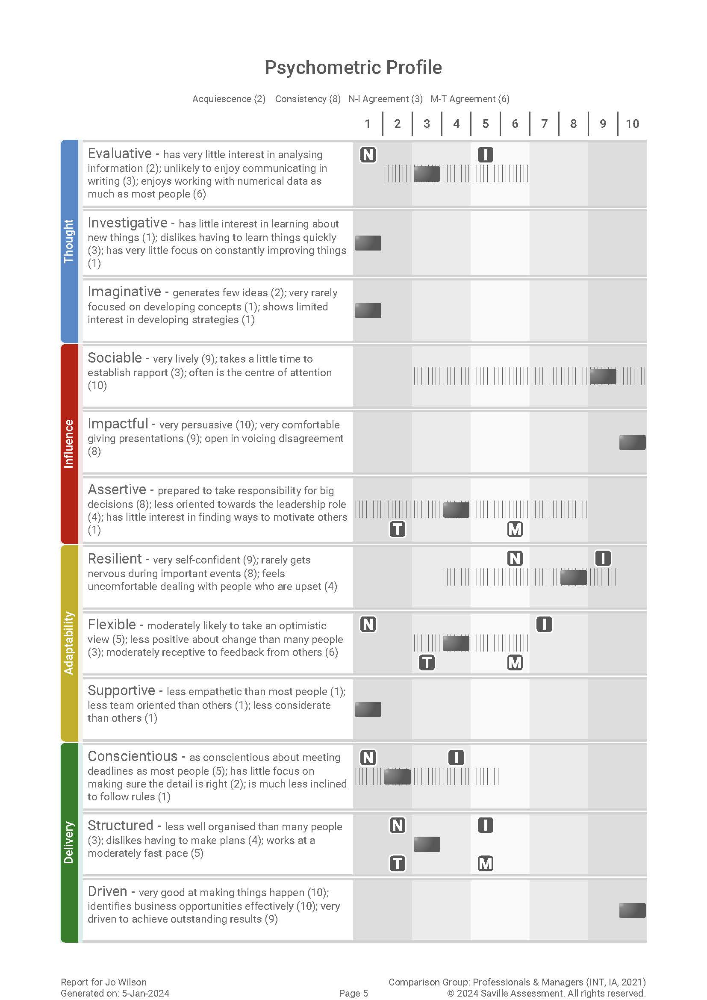 Psychometric Profile
Acquiescence (2) Consistency (8) N-I Agreement (3) M-T Agreement (6)
1 2 3 4 5 6 7 8 9 10
Thought
Evaluative - has very little interest in analysing
information (2); unlikely to enjoy communicating in
writing (3); enjoys working with numerical data as
much as most people (6)
N I
Investigative - has little interest in learning about
new things (1); dislikes having to learn things quickly
(3); has very little focus on constantly improving things
(1)
Imaginative - generates few ideas (2); very rarely
focused on developing concepts (1); shows limited
interest in developing strategies (1)
Influence
Sociable - very lively (9); takes a little time to
establish rapport (3); often is the centre of attention
(10)
Impactful - very persuasive (10); very comfortable
giving presentations (9); open in voicing disagreement
(8)
Assertive - prepared to take responsibility for big
decisions (8); less oriented towards the leadership role
(4); has little interest in finding ways to motivate others
(1)
T M
Adaptability
Resilient - very self-confident (9); rarely gets
nervous during important events (8); feels
uncomfortable dealing with people who are upset (4)
N I
Flexible - moderately likely to take an optimistic
view (5); less positive about change than many people
(3); moderately receptive to feedback from others (6)
N I
T M
Supportive - less empathetic than most people (1);
less team oriented than others (1); less considerate
than others (1)
Delivery
Conscientious - as conscientious about meeting
deadlines as most people (5); has little focus on
making sure the detail is right (2); is much less inclined
to follow rules (1)
N I
Structured - less well organised than many people
(3); dislikes having to make plans (4); works at a
moderately fast pace (5)
N I
T M
Driven - very good at making things happen (10);
identifies business opportunities effectively (10); very
driven to achieve outstanding results (9)
Report for Jo Wilson
Generated on: 5-Jan-2024
Page 5
Comparison Group: Professionals & Managers (INT, IA, 2021)
© 2024 Saville Assessment. All rights reserved.